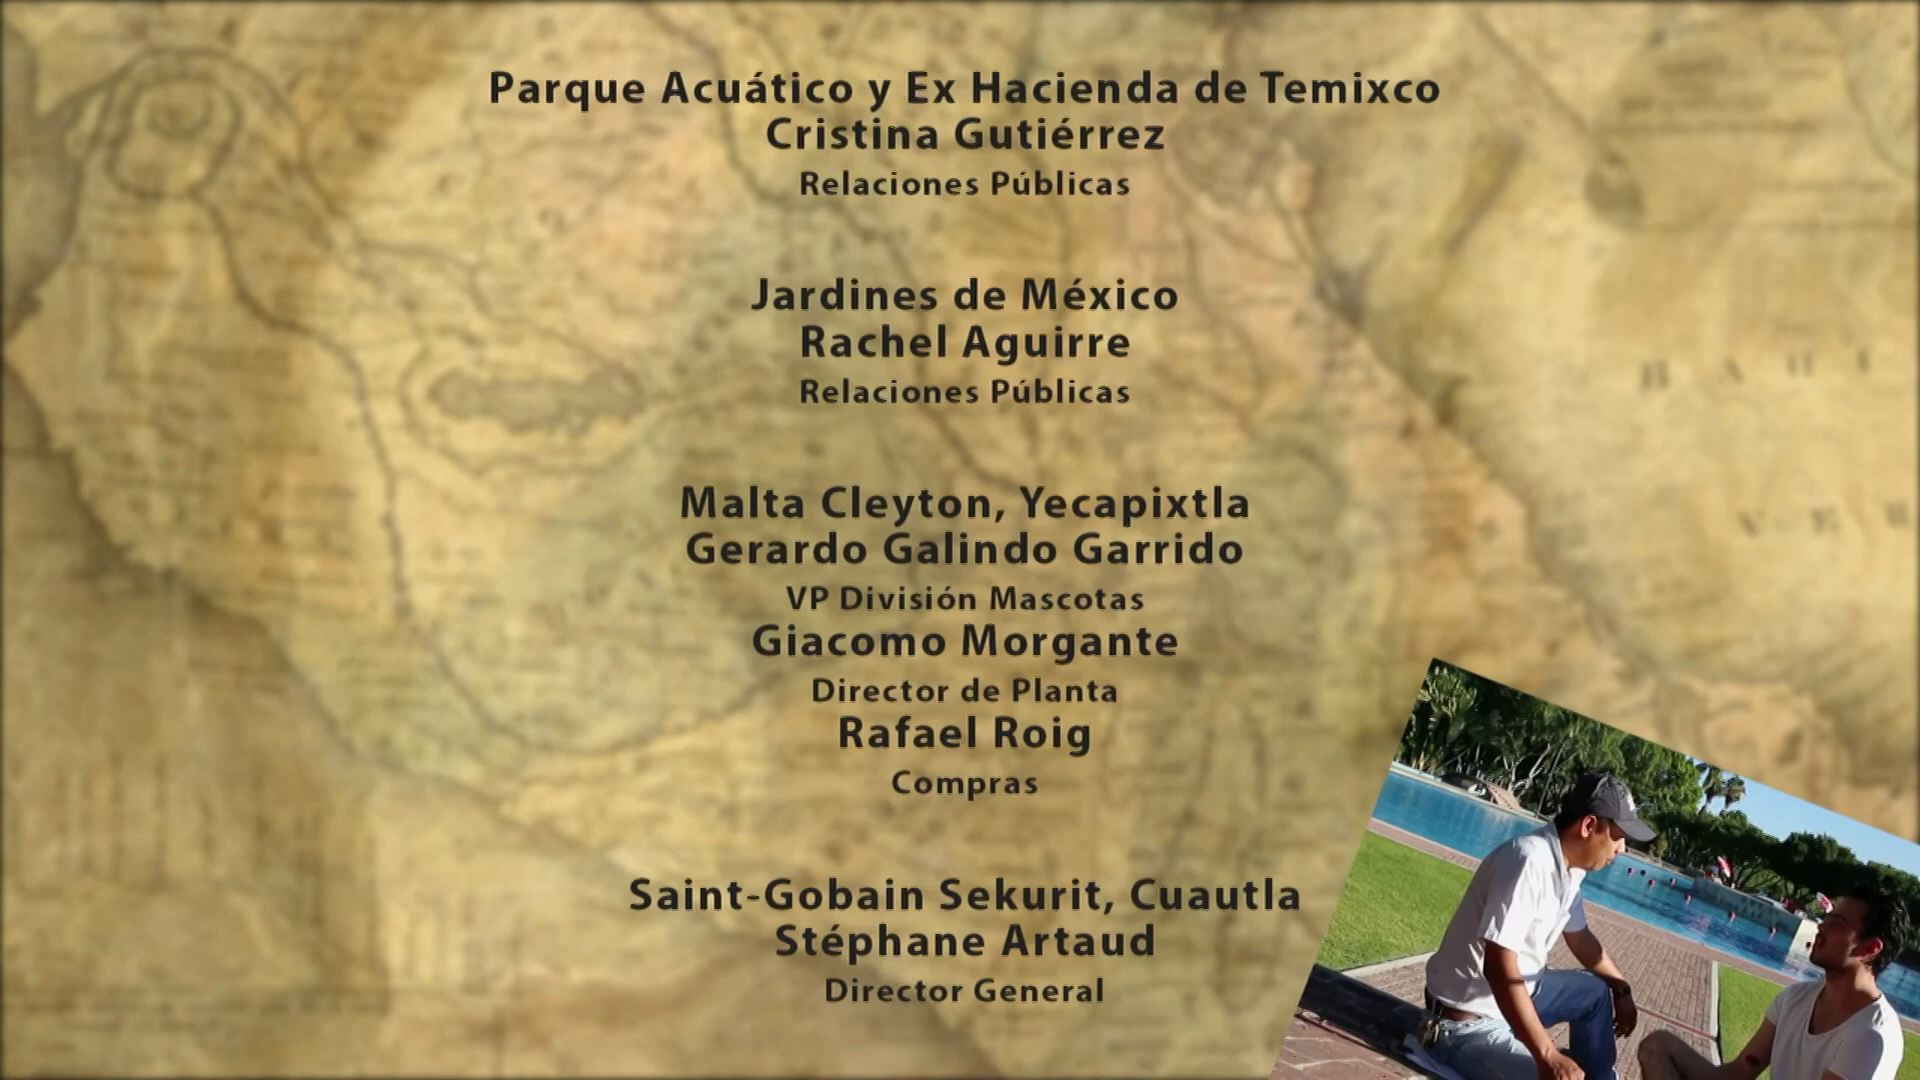 Parque Acuático y Ex Hacienda de Temixco
Cristina Gutiérrez
Relaciones Públicas
Jardines de México
Rachel Aguirre
Relaciones Públicas
Malta Cleyton, Yecapixtla
Gerardo Galindo Garrido
VP División Mascotas
Giacomo Morgante
Director de Planta
Rafael Roig
Compras
Saint-Gobain Sekurit, Cuautla
Stéphane Artaud
Director General